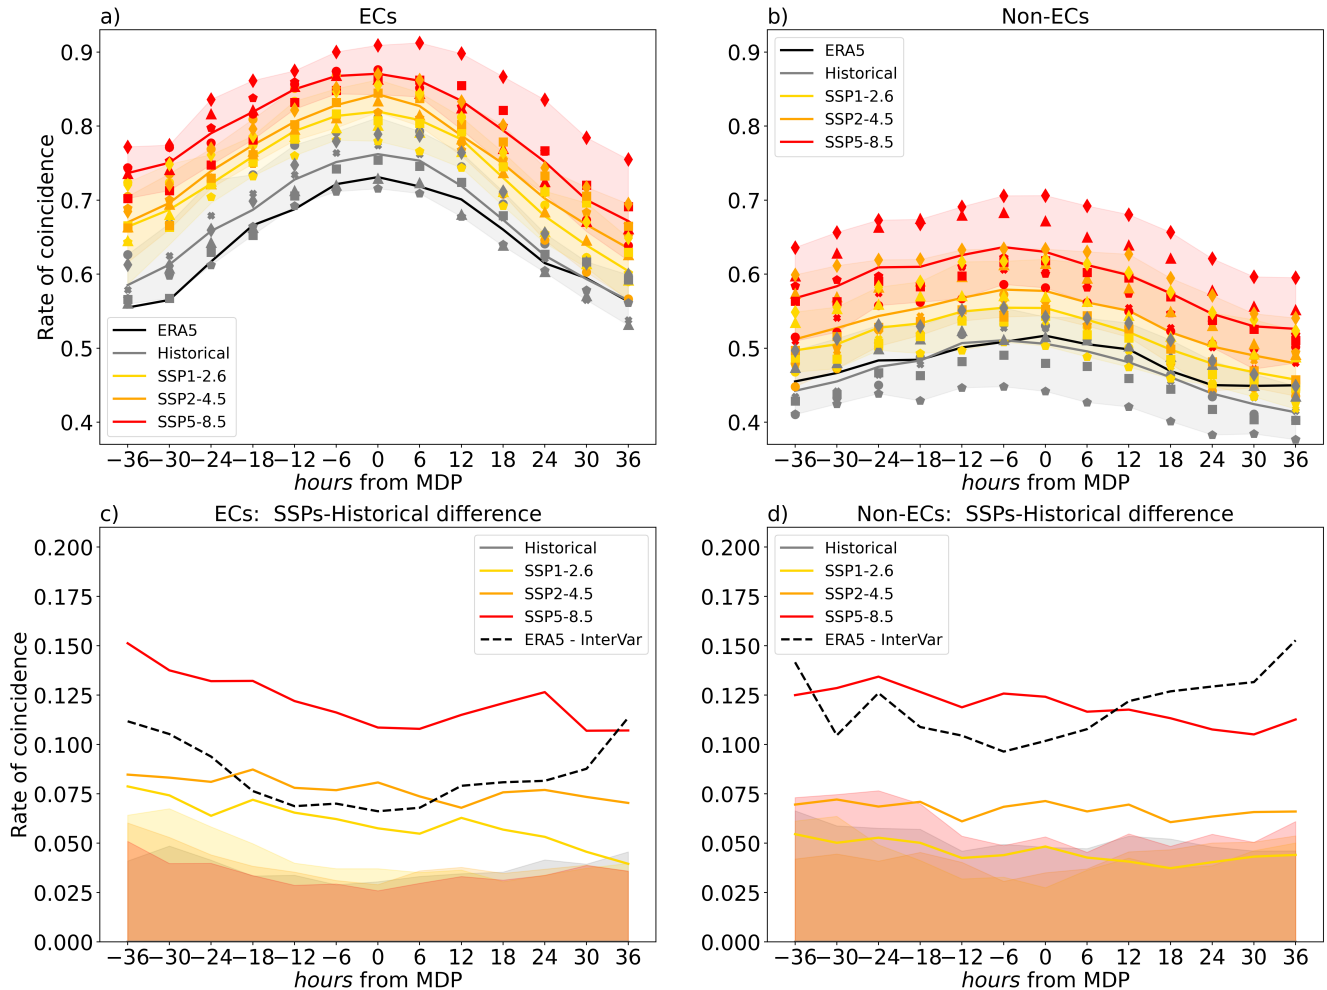 a)
ECs
0.9
0.8
0.7
0.6
0.5
0.4
Rate of coincidence
ERA5
Historical
SSP1-2.6
SSP2-4.5
SSP5-8.5
−36 −30 −24 −18 −12 −6 0 6 12 18 24 30 36
hours from MDP
b)
Non-ECs
0.9
0.8
0.7
0.6
0.5
0.4
ERA5
Historical
SSP1-2.6
SSP2-4.5
SSP5-8.5
−36 −30 −24 −18 −12 −6 0 6 12 18 24 30 36
hours from MDP
c)
ECs: SSPs-Historical difference
0.200
0.175
0.150
0.125
0.100
0.075
0.050
0.025
0.000
Rate of coincidence
Historical
SSP1-2.6
SSP2-4.5
SSP5-8.5
ERA5 - InterVar
−36 −30 −24 −18 −12 −6 0 6 12 18 24 30 36
hours from MDP
d)
Non-ECs: SSPs-Historical difference
0.200
0.175
0.150
0.125
0.100
0.075
0.050
0.025
0.000
Historical
SSP1-2.6
SSP2-4.5
SSP5-8.5
ERA5 - InterVar
−36 −30 −24 −18 −12 −6 0 6 12 18 24 30 36
hours from MDP